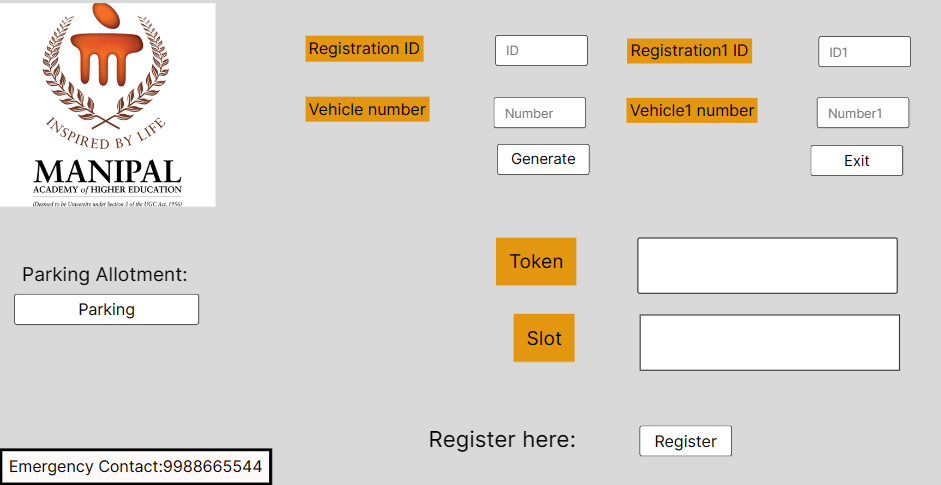 INSPIRED BY LIFE
MANIPAL
ACADEMY of HIGHER EDUCATION
(Deemed to be University under Section 3 of the UGC Act, 1956)
Registration ID
ID
Registration1 ID
ID1
Vehicle number
Number
Vehicle1 number
Number1
Generate
Exit
Token
Parking Allotment:
Parking
Slot
Register here:
Register
Emergency Contact:9988665544